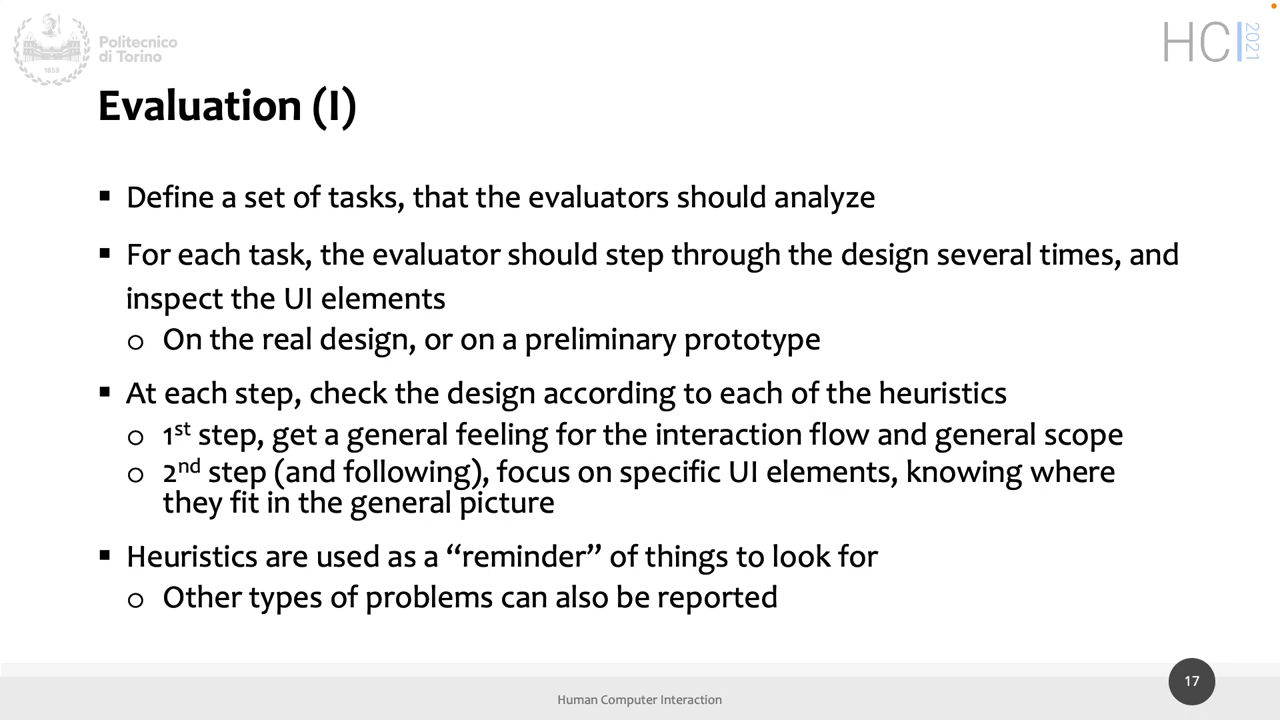 Politecnico
di Torino
1859
HCI 2021
Evaluation (I)
▪ Define a set of tasks, that the evaluators should analyze
▪ For each task, the evaluator should step through the design several times, and
inspect the UI elements
o On the real design, or on a preliminary prototype
▪ At each step, check the design according to each of the heuristics
o 1st step, get a general feeling for the interaction flow and general scope
o 2nd step (and following), focus on specific UI elements, knowing where
they fit in the general picture
▪ Heuristics are used as a “reminder” of things to look for
o Other types of problems can also be reported
Human Computer Interaction
17